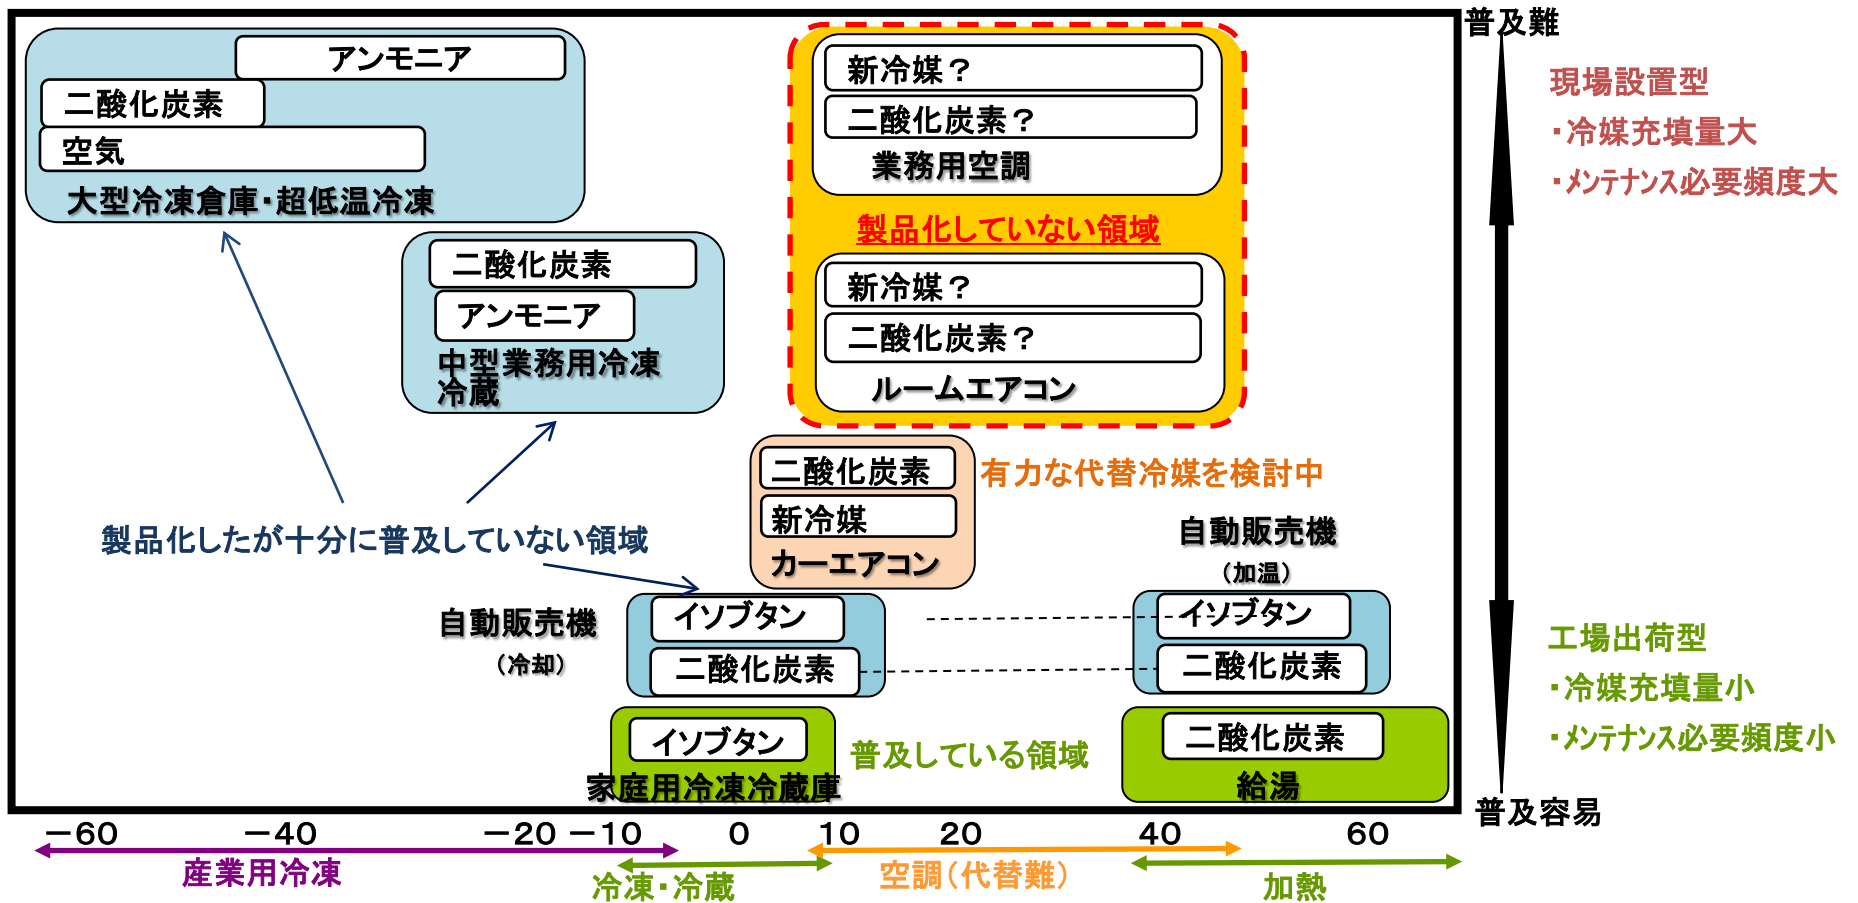 アンモニア
二酸化炭素
空気
大型冷凍倉庫・超低温冷凍
二酸化炭素
アンモニア
中型業務用冷凍
冷蔵
製品化したが十分に普及していない領域
新冷媒？
二酸化炭素？
業務用空調
製品化していない領域
新冷媒？
二酸化炭素？
ルームエアコン
二酸化炭素
新冷媒
カーエアコン
有力な代替冷媒を検討中
自動販売機
（冷却）
イソブタン
二酸化炭素
自動販売機
（加温）
イソブタン
二酸化炭素
イソブタン
家庭用冷凍冷蔵庫
普及している領域
二酸化炭素
給湯
普及難
現場設置型
・冷媒充填量大
・ﾒﾝﾃﾅﾝｽ必要頻度大
工場出荷型
・冷媒充填量小
・ﾒﾝﾃﾅﾝｽ必要頻度小
普及容易
－60 －40 －20 －10 0 10 20 40 60
産業用冷凍
冷凍・冷蔵
空調（代替難）
加熱